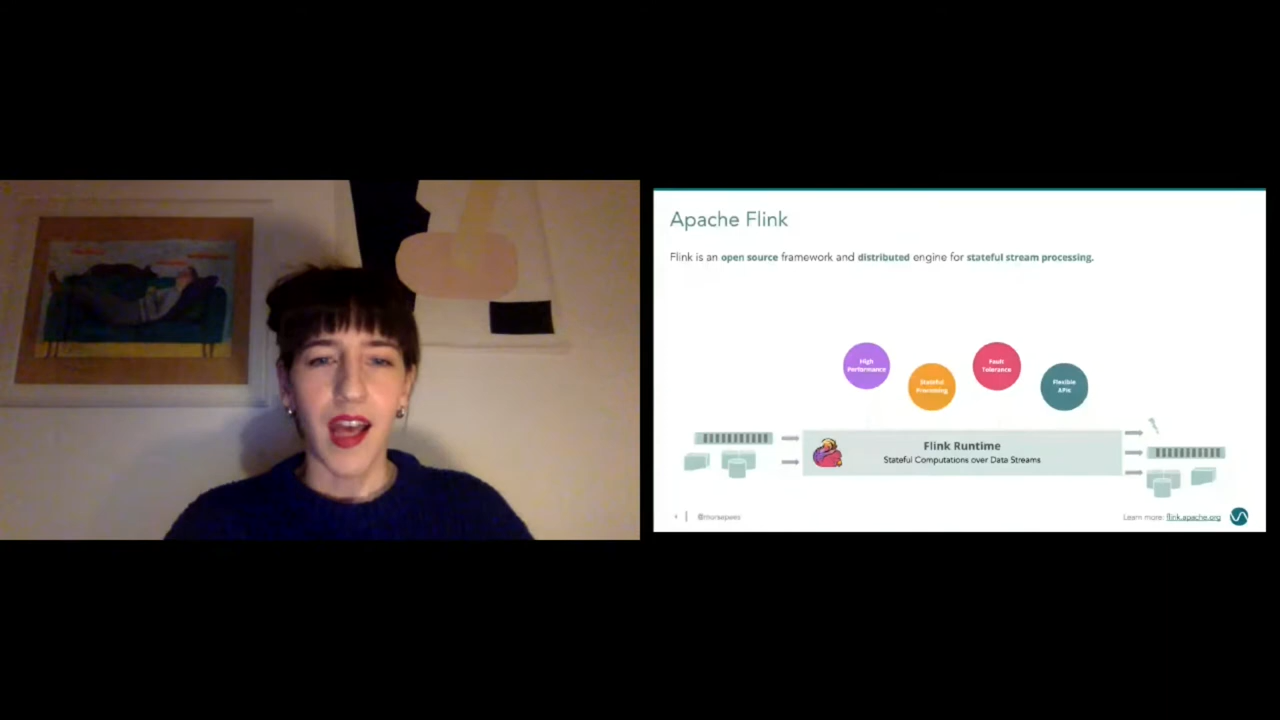 Apache Flink
Flink is an open source framework and distributed engine for stateful stream processing.
High
Performance
Stateful
Processing
Fault
Tolerance
Flexible
APIs
Flink Runtime
Stateful Computations over Data Streams
@morsapaes
Learn more: flink.apache.org